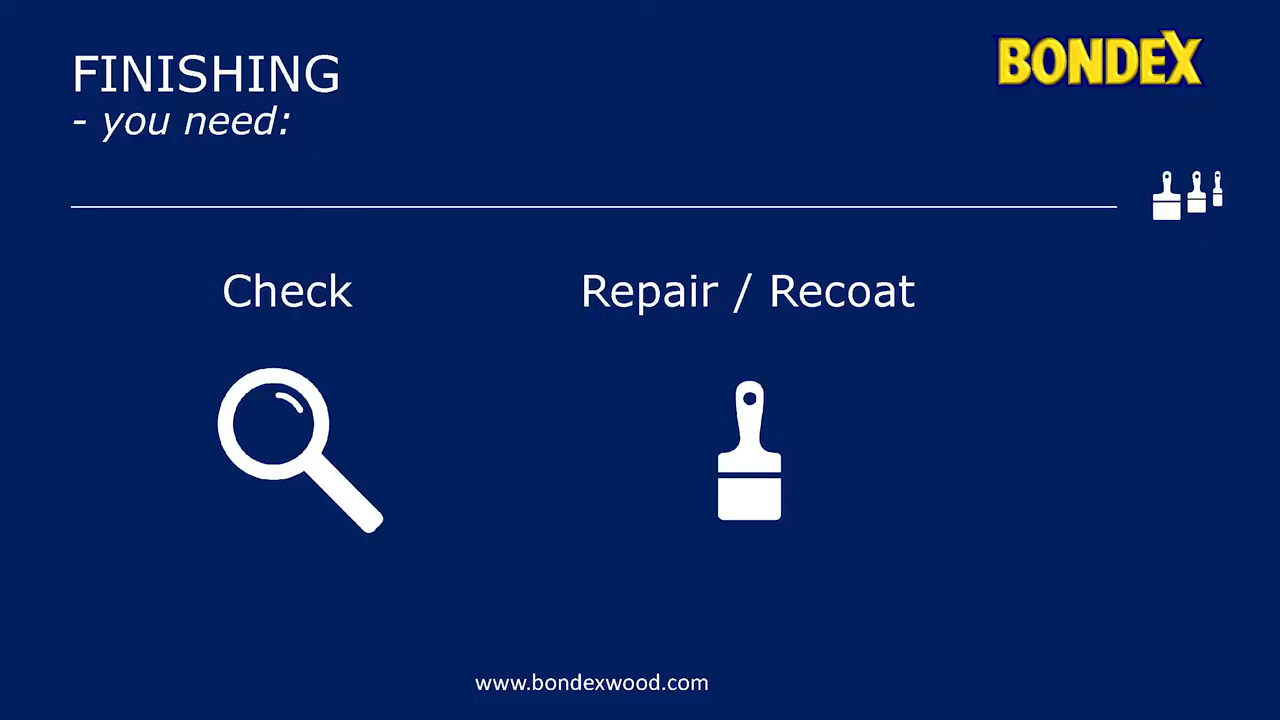 FINISHING
- you need:
BONDEX
Check
Repair / Recoat
www.bondexwood.com